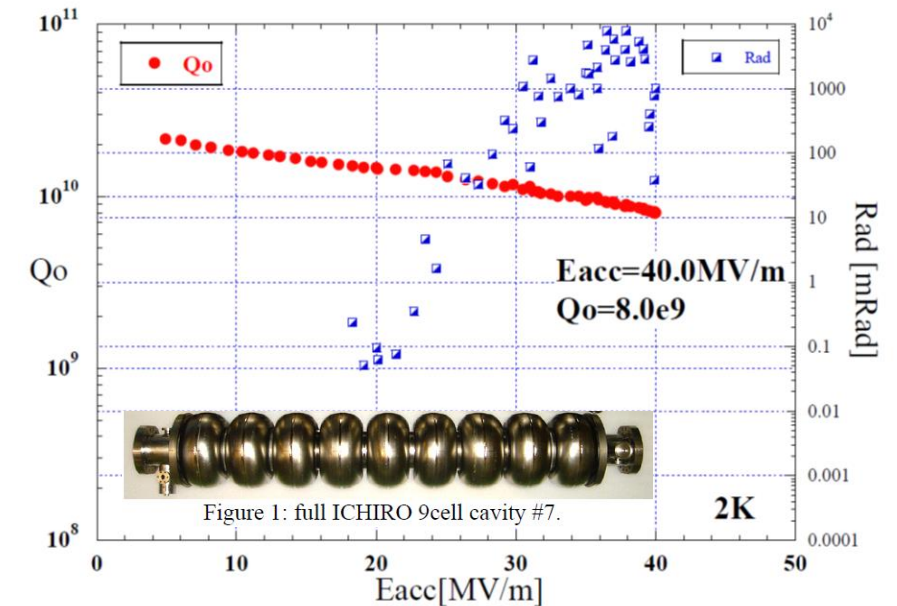 10¹¹
10¹⁰
10⁹
10⁸
Qo
Qo
Rad
10⁴
1000
100
10
1
0.1
0.01
0.001
0.0001
Rad [mRad]
Eacc=40.0MV/m
Qo=8.0e9
Figure 1: full ICHIRO 9cell cavity #7.
2K
0 10 20 30 40 50
Eacc[MV/m]